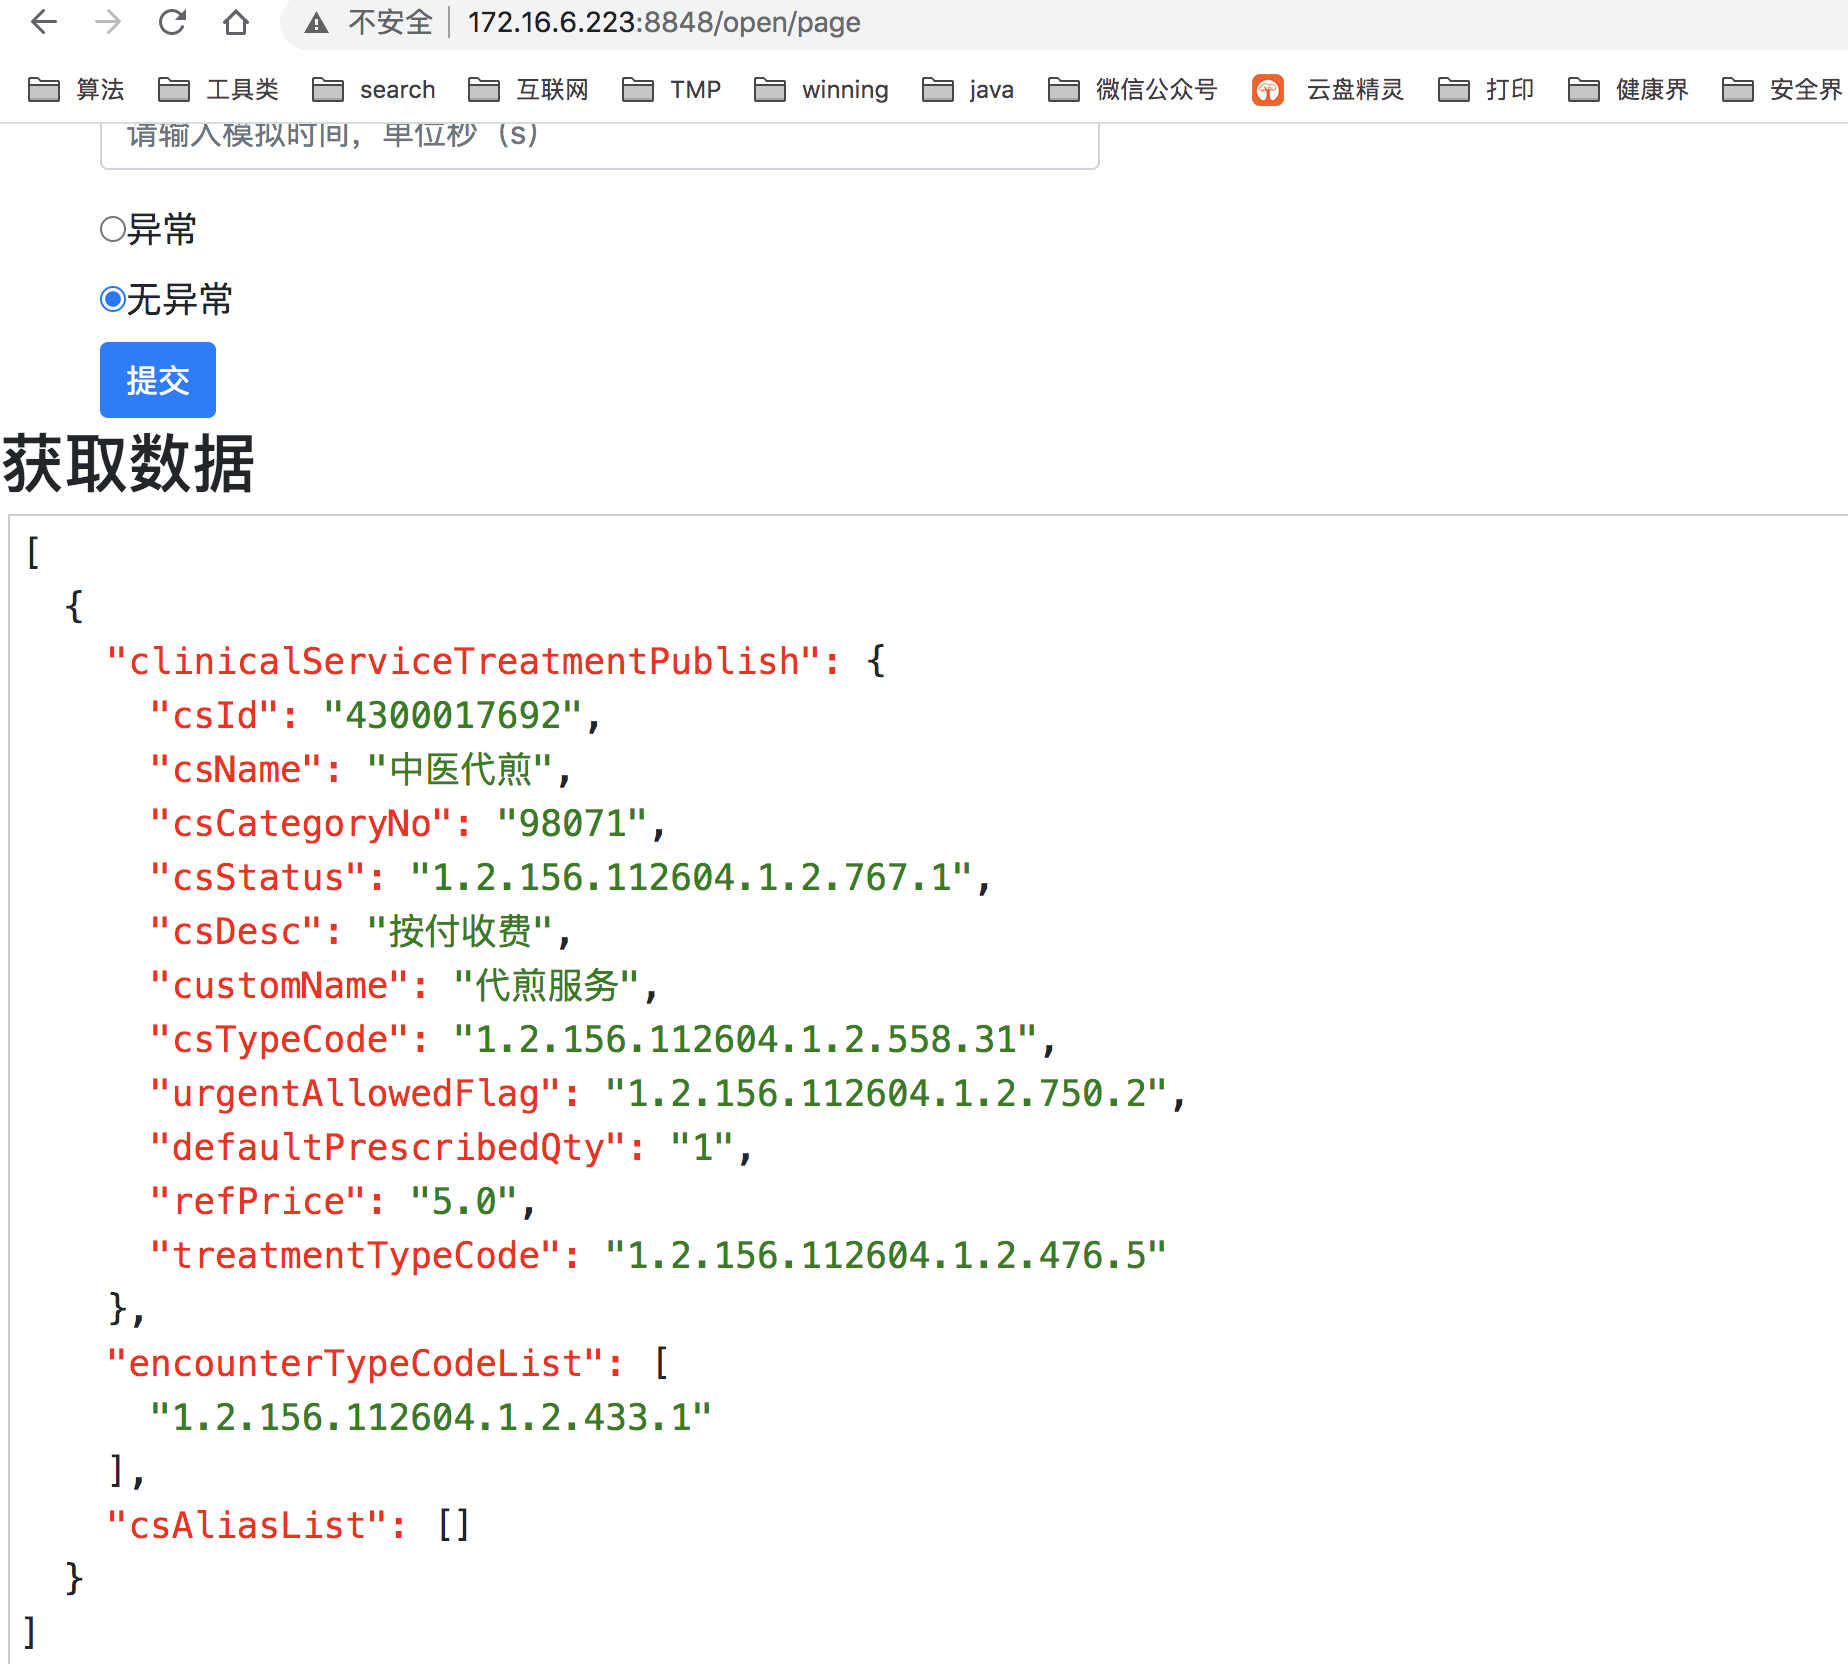 不安全 172.16.6.223:8848/open/page
算法 工具类 search 互联网 TMP winning java 微信公众号 云盘精灵 打印 健康界 安全界
请输入模拟时间，单位秒（s）
异常
无异常
提交
获取数据
[
{
"clinicalServiceTreatmentPublish": {
"csId": "4300017692",
"csName": "中医代煎",
"csCategoryNo": "98071",
"csStatus": "1.2.156.112604.1.2.767.1",
"csDesc": "按付收费",
"customName": "代煎服务",
"csTypeCode": "1.2.156.112604.1.2.558.31",
"urgentAllowedFlag": "1.2.156.112604.1.2.750.2",
"defaultPrescribedQty": "1",
"refPrice": "5.0",
"treatmentTypeCode": "1.2.156.112604.1.2.476.5"
},
"encounterTypeCodeList": [
"1.2.156.112604.1.2.433.1"
],
"csAliasList": []
}
]